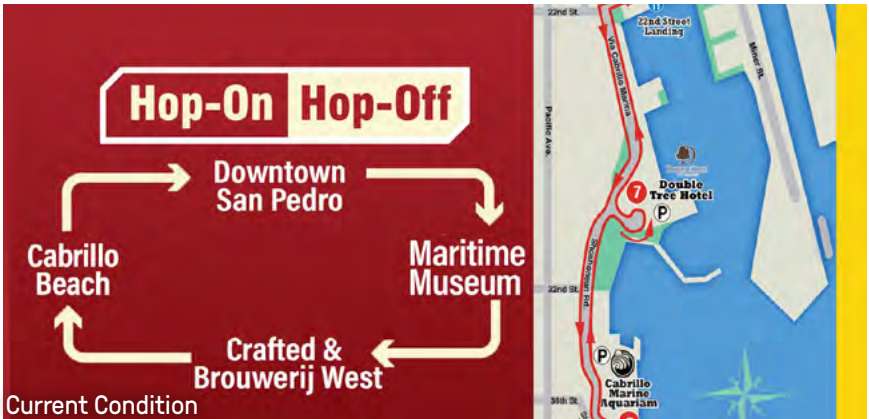 Hop-On Hop-Off
Downtown
San Pedro
Maritime
Museum
Crafted &
Brouwerij West
Cabrillo
Beach
Current Condition
22nd St.
22nd Street
Landing
Via Cabrillo Marina
Miner St.
Pacific Ave.
7
Double
Tree Hotel
P
Shoshonean Rd
22nd St.
P
Cabrillo
Marine
Aquarium
36th St.